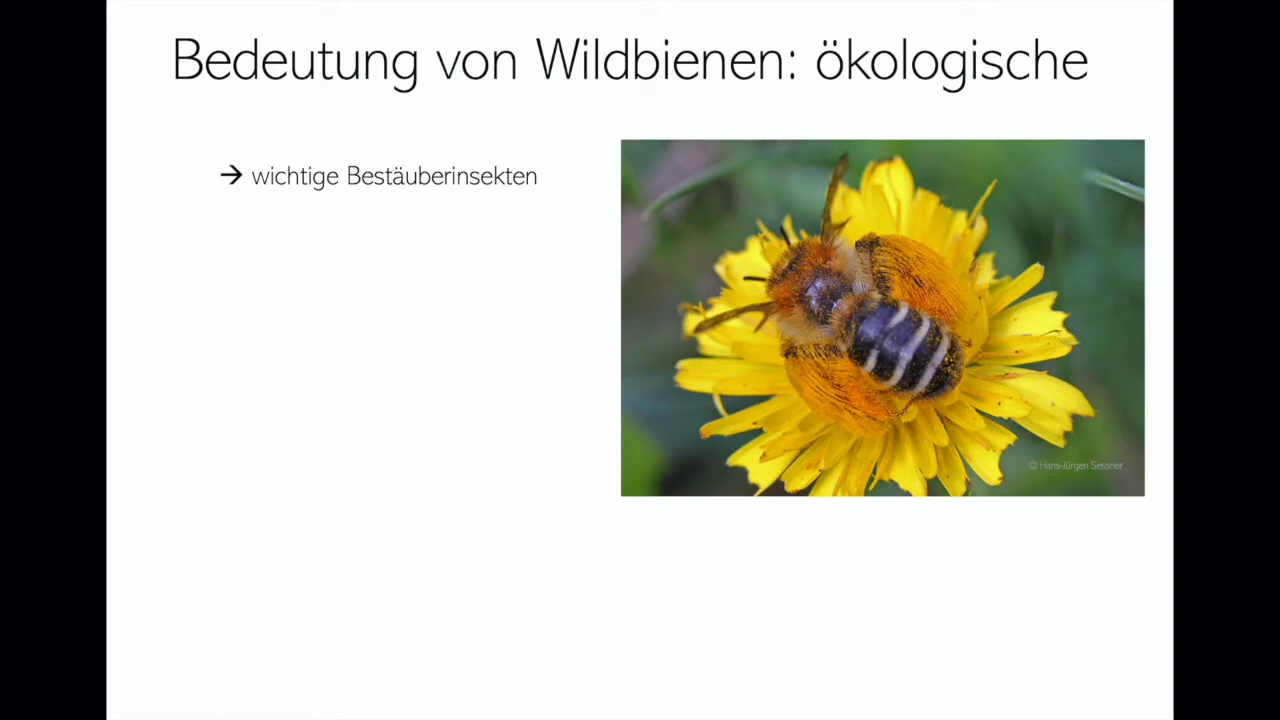 Bedeutung von Wildbienen: ökologische
→ wichtige Bestäuberinsekten
© Hans-Jürgen Sessner